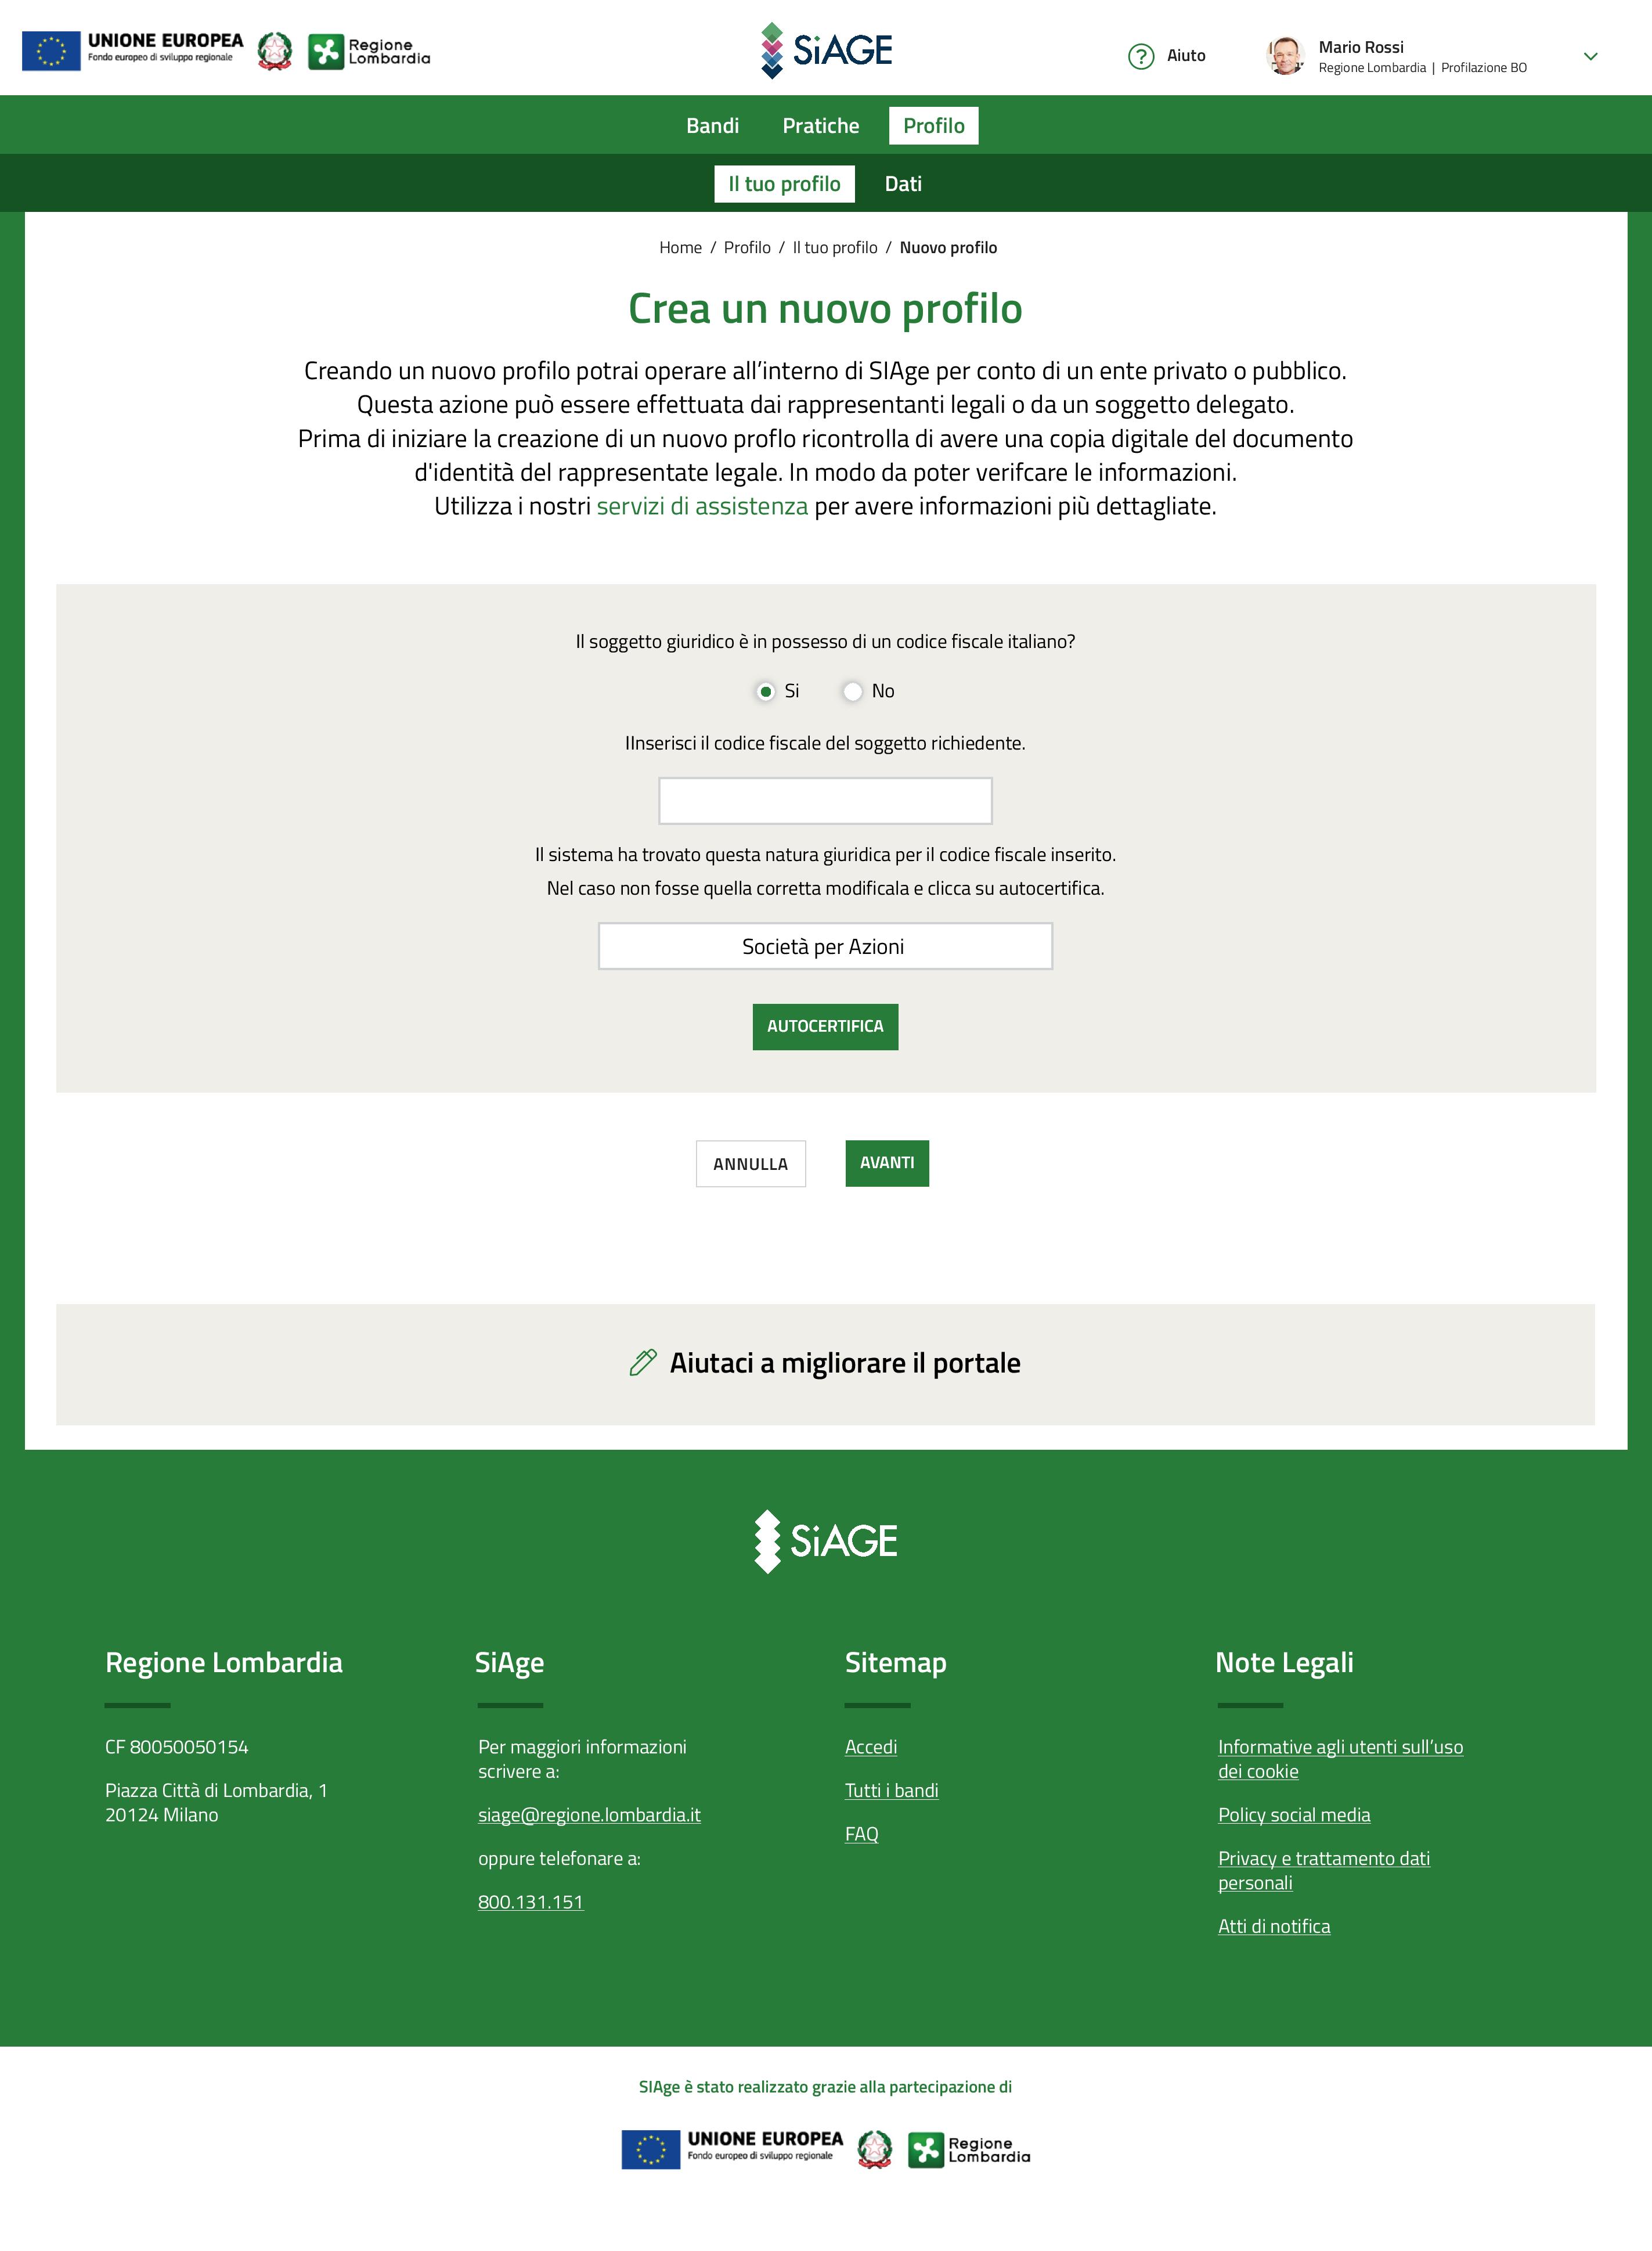 UNIONE EUROPEA
Fondo europeo di sviluppo regionale
Regione
Lombardia
SiAGE
? Aiuto
Mario Rossi
Regione Lombardia | Profilazione BO
Bandi Pratiche Profilo
Il tuo profilo Dati
Home / Profilo / Il tuo profilo / Nuovo profilo
Crea un nuovo profilo
Creando un nuovo profilo potrai operare all’interno di SIAge per conto di un ente privato o pubblico.
Questa azione può essere effettuata dai rappresentanti legali o da un soggetto delegato.
Prima di iniziare la creazione di un nuovo proflo ricontrolla di avere una copia digitale del documento
d'identità del rappresentate legale. In modo da poter verifcare le informazioni.
Utilizza i nostri servizi di assistenza per avere informazioni più dettagliate.
Il soggetto giuridico è in possesso di un codice fiscale italiano?
Si No
IInserisci il codice fiscale del soggetto richiedente.
Il sistema ha trovato questa natura giuridica per il codice fiscale inserito.
Nel caso non fosse quella corretta modificala e clicca su autocertifica.
Società per Azioni
AUTOCERTIFICA
ANNULLA AVANTI
Aiutaci a migliorare il portale
SiAGE
Regione Lombardia
CF 80050050154
Piazza Città di Lombardia, 1
20124 Milano
SiAge
Per maggiori informazioni
scrivere a:
siage@regione.lombardia.it
oppure telefonare a:
800.131.151
Sitemap
Accedi
Tutti i bandi
FAQ
Note Legali
Informative agli utenti sull’uso
dei cookie
Policy social media
Privacy e trattamento dati
personali
Atti di notifica
SIAge è stato realizzato grazie alla partecipazione di
UNIONE EUROPEA
Fondo europeo di sviluppo regionale
Regione
Lombardia